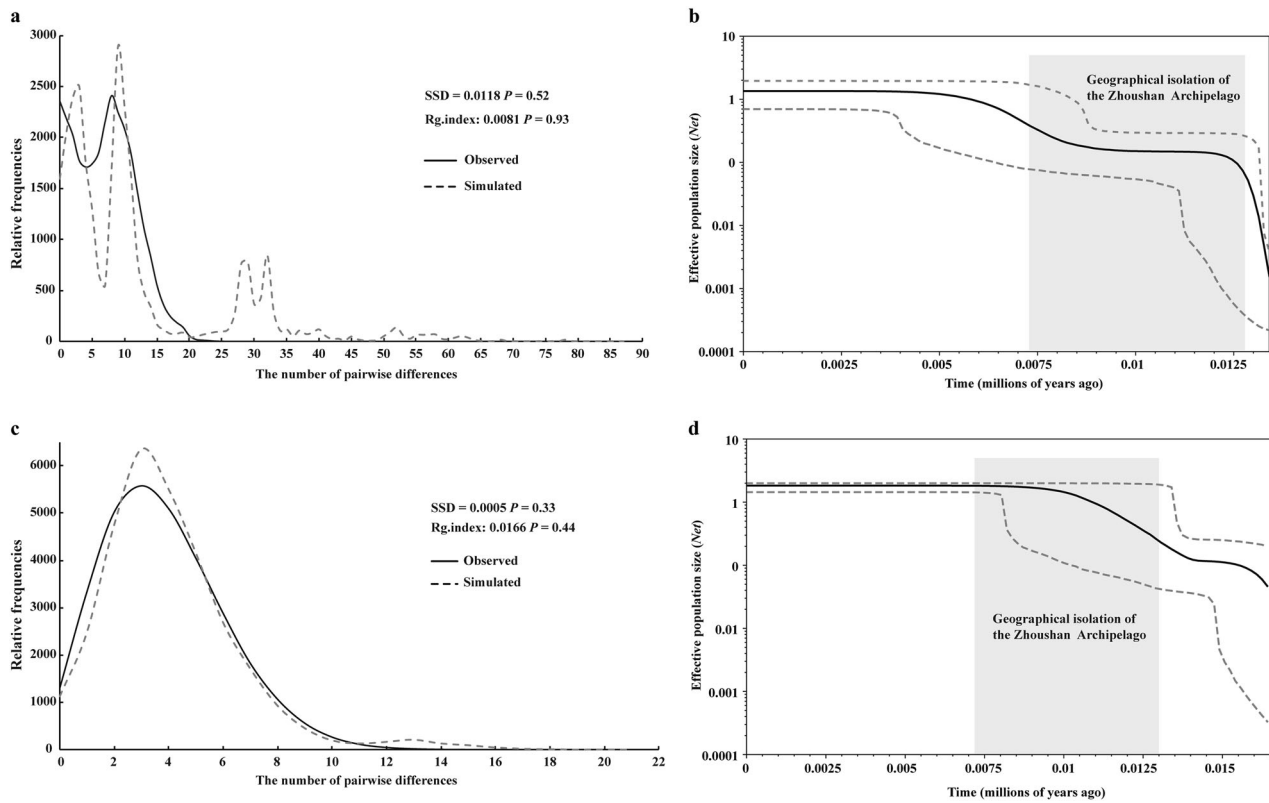 a
3000
2500
2000
1500
1000
500
0
Relative frequencies
SSD = 0.0118 P = 0.52
Rg.index: 0.0081 P = 0.93
Observed
Simulated
0 5 10 15 20 25 30 35 40 45 50 55 60 65 70 75 80 85 90
The number of pairwise differences
b
10
1
0
0.01
0.001
0.0001
Effective population size (Net)
Geographical isolation of
the Zhoushan Archipelago
0 0.0025 0.005 0.0075 0.01 0.0125
Time (millions of years ago)
c
6000
5000
4000
3000
2000
1000
0
Relative frequencies
SSD = 0.0005 P = 0.33
Rg.index: 0.0166 P = 0.44
Observed
Simulated
0 2 4 6 8 10 12 14 16 18 20 22
The number of pairwise differences
d
10
1
0
0.01
0.001
0.0001
Effective population size (Net)
Geographical isolation of
the Zhoushan Archipelago
0 0.0025 0.005 0.0075 0.01 0.0125 0.015
Time (millions of years ago)